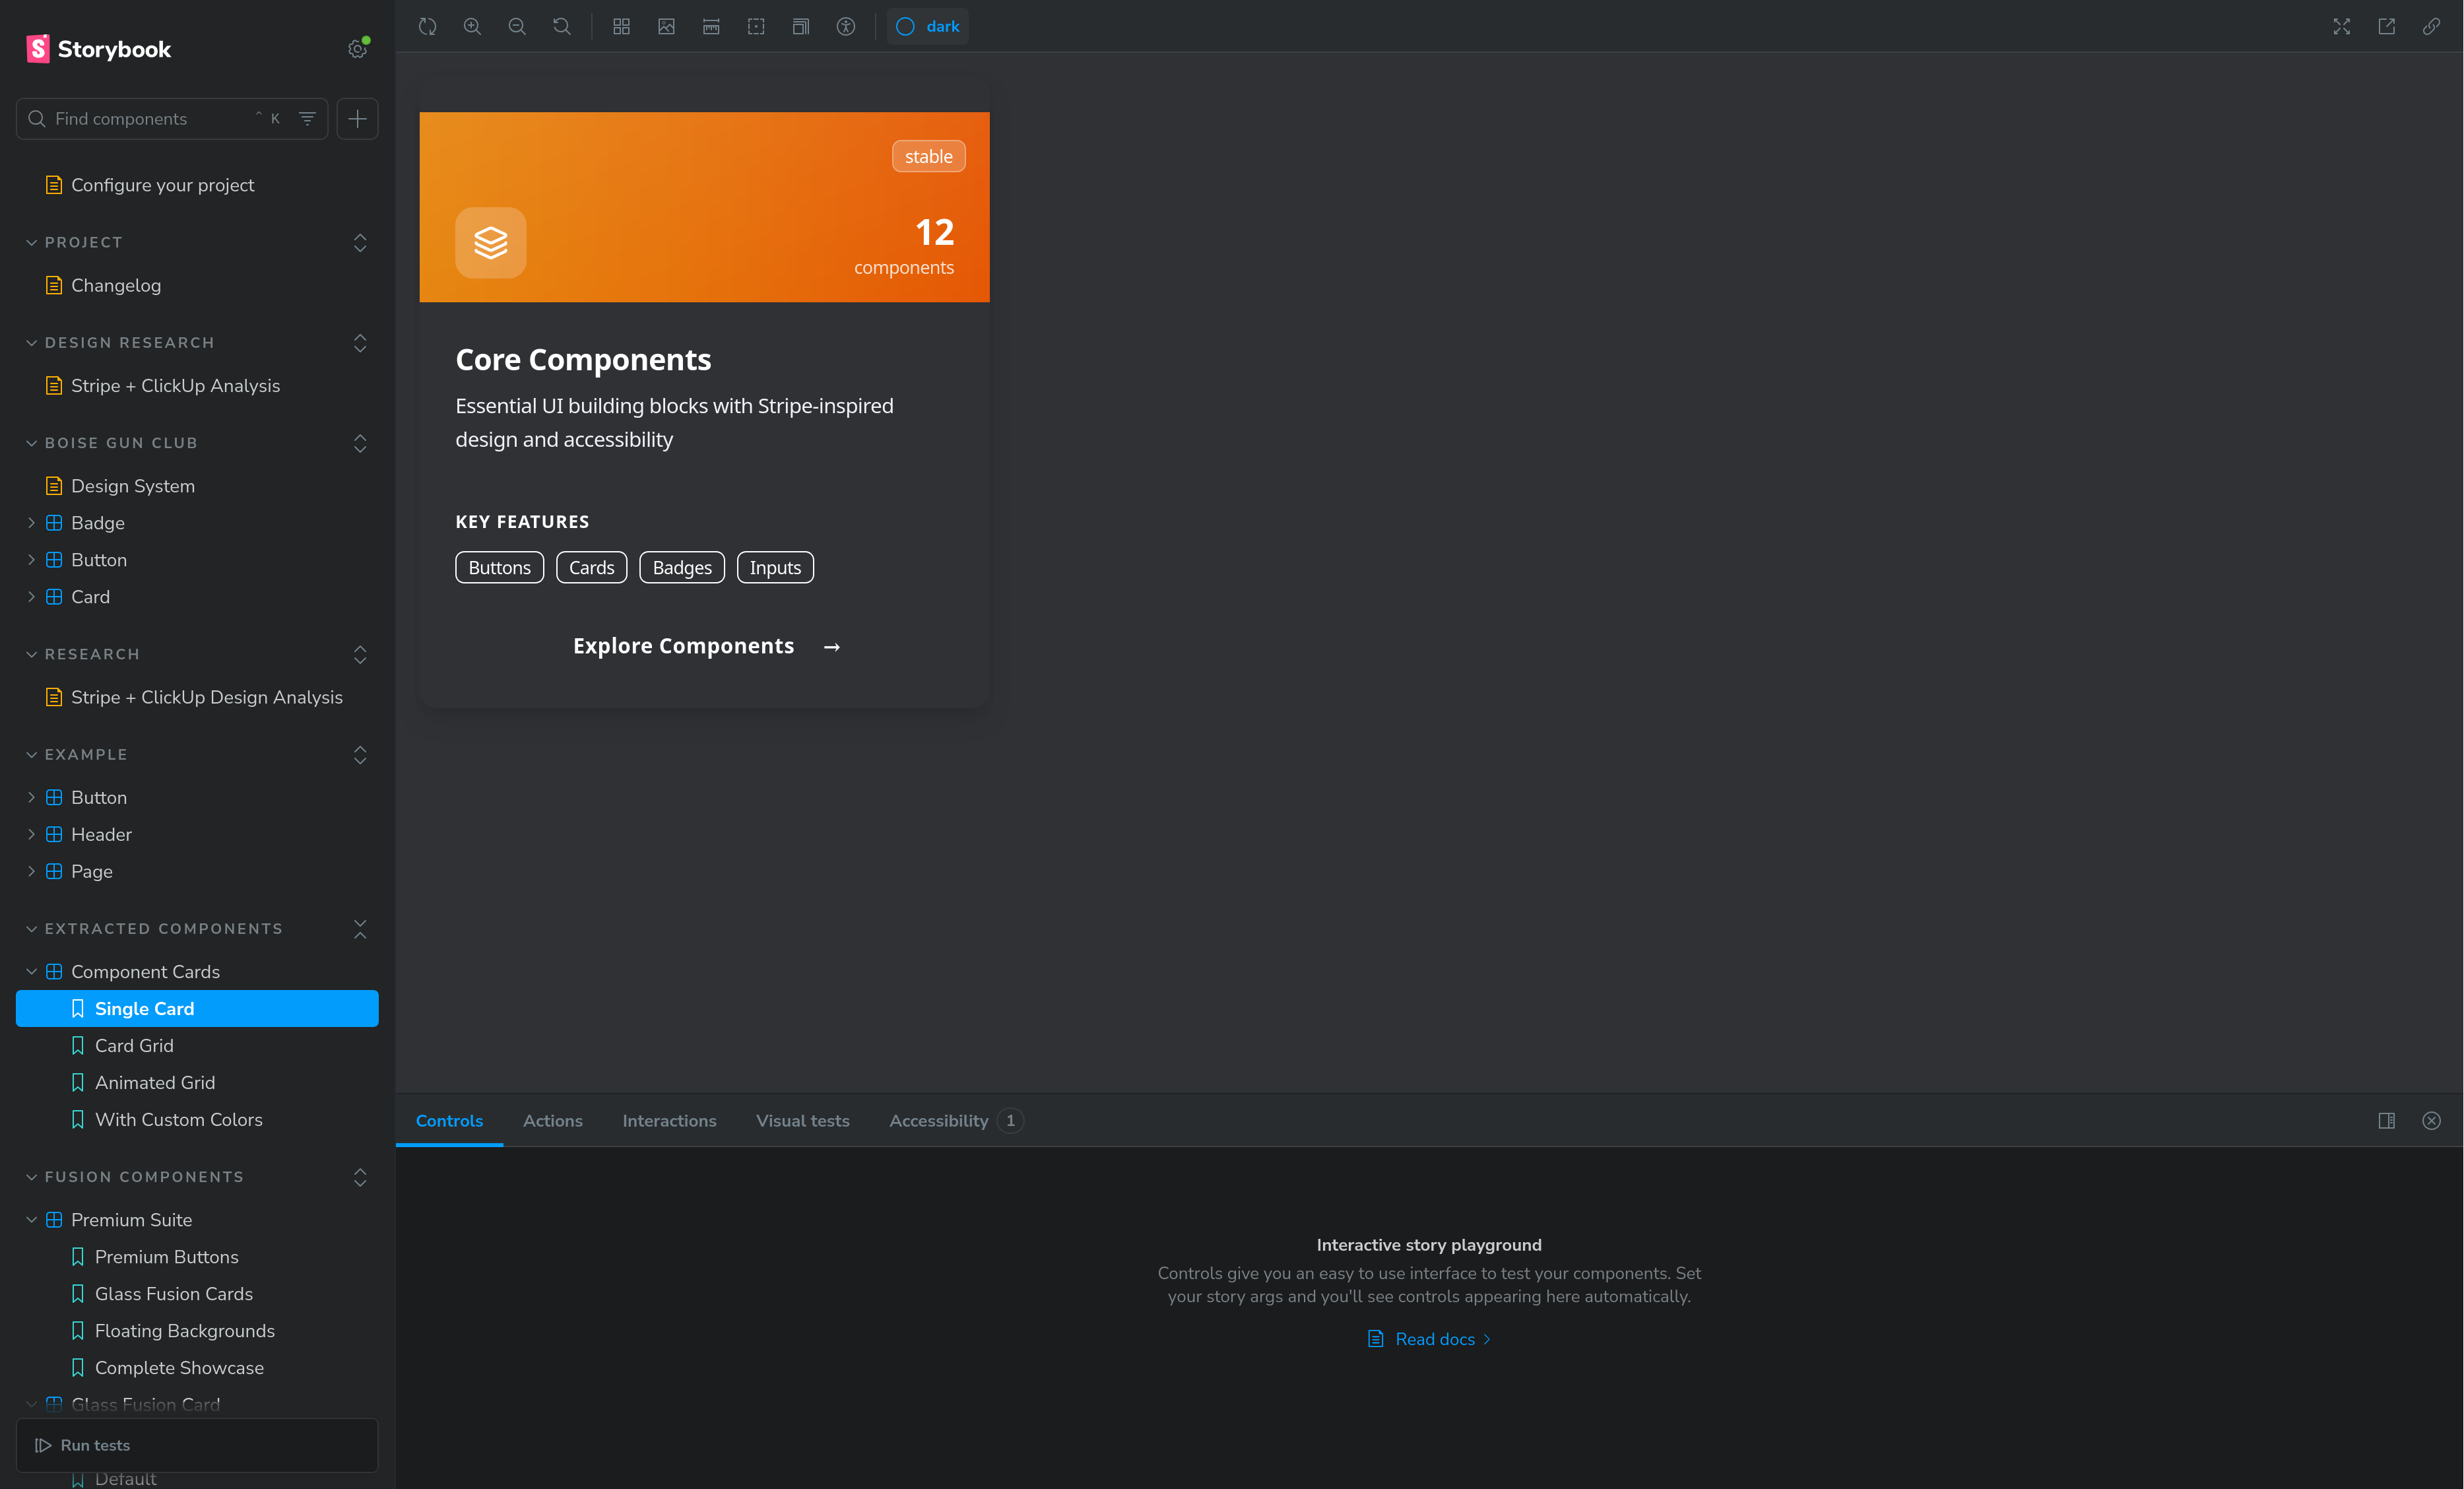 Storybook
Find components
⌃ K
Configure your project
PROJECT
Changelog
DESIGN RESEARCH
Stripe + ClickUp Analysis
BOISE GUN CLUB
Design System
Badge
Button
Card
RESEARCH
Stripe + ClickUp Design Analysis
EXAMPLE
Button
Header
Page
EXTRACTED COMPONENTS
Component Cards
Single Card
Card Grid
Animated Grid
With Custom Colors
FUSION COMPONENTS
Premium Suite
Premium Buttons
Glass Fusion Cards
Floating Backgrounds
Complete Showcase
Glass Fusion Card
Run tests
Default
dark
stable
12
components
Core Components
Essential UI building blocks with Stripe-inspired
design and accessibility
KEY FEATURES
Buttons Cards Badges Inputs
Explore Components →
Controls Actions Interactions Visual tests Accessibility 1
Interactive story playground
Controls give you an easy to use interface to test your components. Set
your story args and you'll see controls appearing here automatically.
Read docs